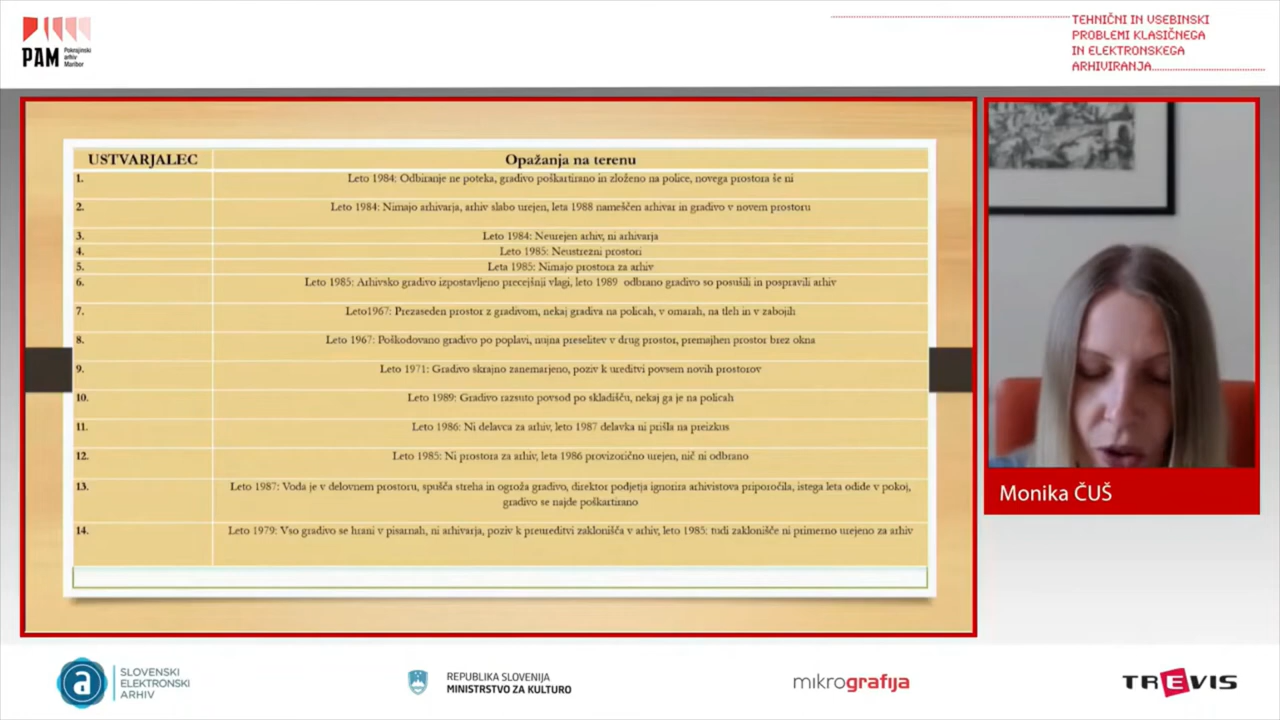 PAM Pokrajinski
arhiv
Maribor
TEHNIČNI IN VSEBINSKI
PROBLEMI KLASIČNEGA
IN ELEKTRONSKEGA
ARHIVIRANJA
USTVARJALEC Opažanja na terenu
1. Leto 1984: Odbiranje ne poteka, gradivo poškartirano in zloženo na police, novega prostora še ni
2. Leto 1984: Nimajo arhivarja, arhiv slabo urejen, leta 1988 nameščen arhivar in gradivo v novem prostoru
3. Leto 1984: Neurejen arhiv, ni arhivarja
4. Leto 1985: Neustrezni prostori
5. Leta 1985: Nimajo prostora za arhiv
6. Leto 1985: Arhivsko gradivo izpostavljeno precejšnji vlagi, leto 1989 odbrano gradivo so posušili in pospravili arhiv
7. Leto1967: Prezaseden prostor z gradivom, nekaj gradiva na policah, v omarah, na tleh in v zabojih
8. Leto 1967: Poškodovano gradivo po poplavi, nujna preselitev v drug prostor, premajhen prostor brez okna
9. Leto 1971: Gradivo skrajno zanemarjeno, poziv k ureditvi povsem novih prostorov
10. Leto 1989: Gradivo razsuto povsod po skladišču, nekaj ga je na policah
11. Leto 1986: Ni delavca za arhiv, leto 1987 delavka ni prišla na preizkus
12. Leto 1985: Ni prostora za arhiv, leta 1986 provizorično urejen, nič ni odbrano
13. Leto 1987: Voda je v delovnem prostoru, spušča streha in ogroža gradivo, direktor podjetja ignorira arhivistova priporočila, istega leta odide v pokoj,
gradivo se najde poškartirano
14. Leto 1979: Vso gradivo se hrani v pisarnah, ni arhivarja, poziv k preureditvi zaklonišča v arhiv, leto 1985: tudi zaklonišče ni primerno urejeno za arhiv
Monika ČUŠ
a SLOVENSKI
ELEKTRONSKI
ARHIV
REPUBLIKA SLOVENIJA
MINISTRSTVO ZA KULTURO
mikrografija
TREVIS